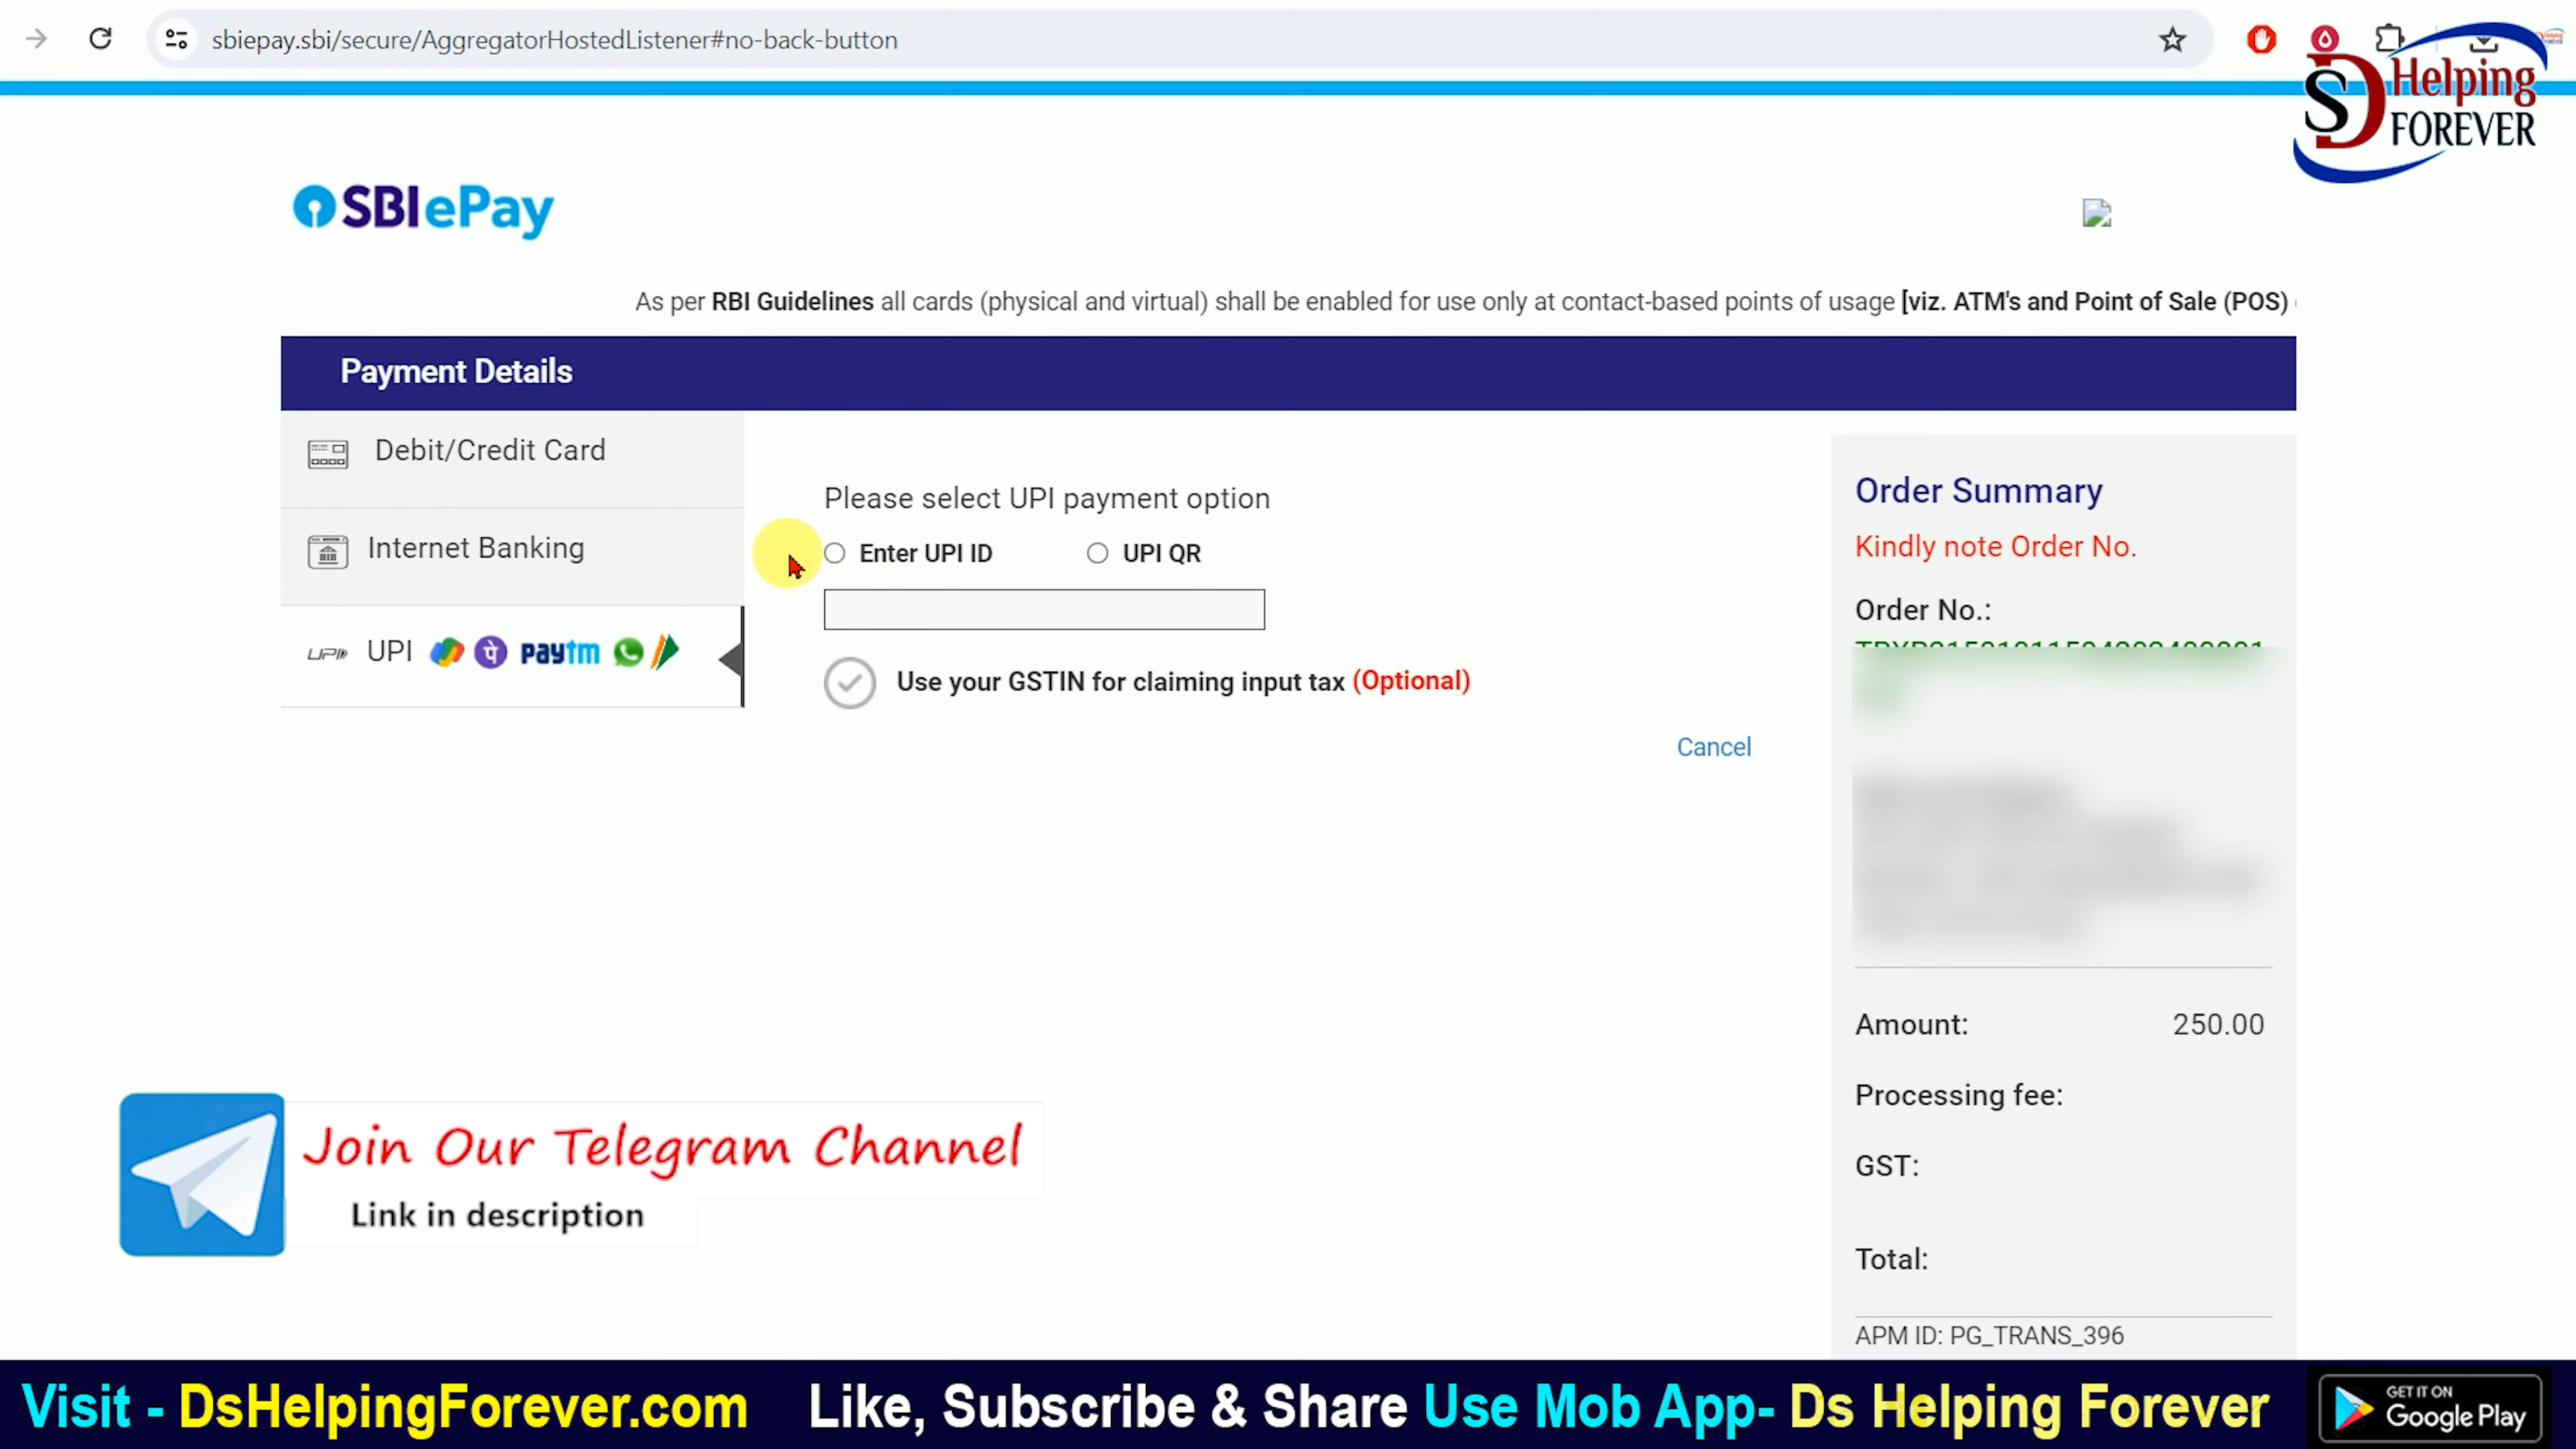 sbiepay.sbi/secure/AggregatorHostedListener#no-back-button
DS Helping
FOREVER
SBI ePay
As per RBI Guidelines all cards (physical and virtual) shall be enabled for use only at contact-based points of usage [viz. ATM's and Point of Sale (POS)
Payment Details
Debit/Credit Card
Internet Banking
UPI UPI पे paytm
Please select UPI payment option
Enter UPI ID
UPI QR
Use your GSTIN for claiming input tax (Optional)
Cancel
Order Summary
Kindly note Order No.
Order No.:
Amount: 250.00
Processing fee:
GST:
Total:
APM ID: PG_TRANS_396
Join Our Telegram Channel
Link in description
Visit - DsHelpingForever.com Like, Subscribe & Share Use Mob App- Ds Helping Forever
GET IT ON
Google Play